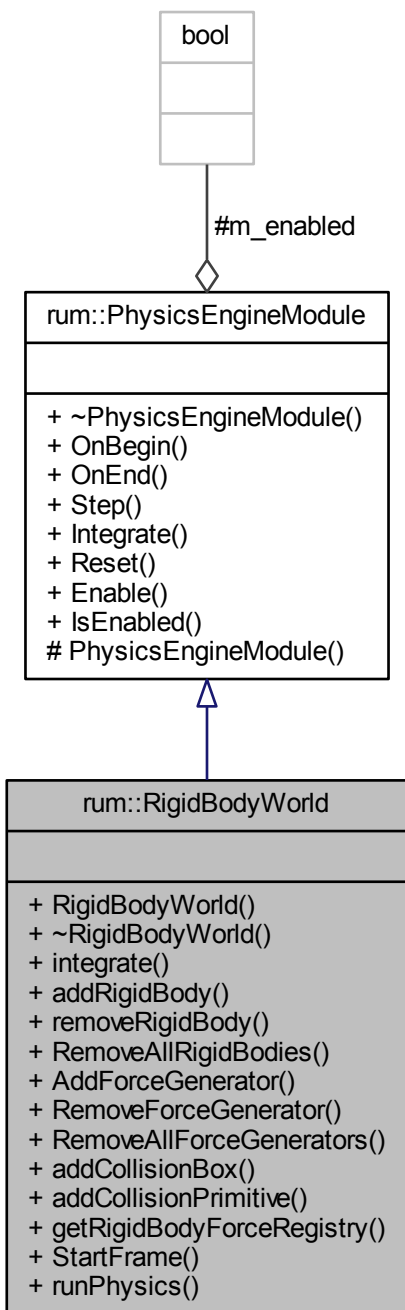 bool
#m_enabled
rum::PhysicsEngineModule
+ ~PhysicsEngineModule()
+ OnBegin()
+ OnEnd()
+ Step()
+ Integrate()
+ Reset()
+ Enable()
+ IsEnabled()
# PhysicsEngineModule()
rum::RigidBodyWorld
+ RigidBodyWorld()
+ ~RigidBodyWorld()
+ integrate()
+ addRigidBody()
+ removeRigidBody()
+ RemoveAllRigidBodies()
+ AddForceGenerator()
+ RemoveForceGenerator()
+ RemoveAllForceGenerators()
+ addCollisionBox()
+ addCollisionPrimitive()
+ getRigidBodyForceRegistry()
+ StartFrame()
+ runPhysics()